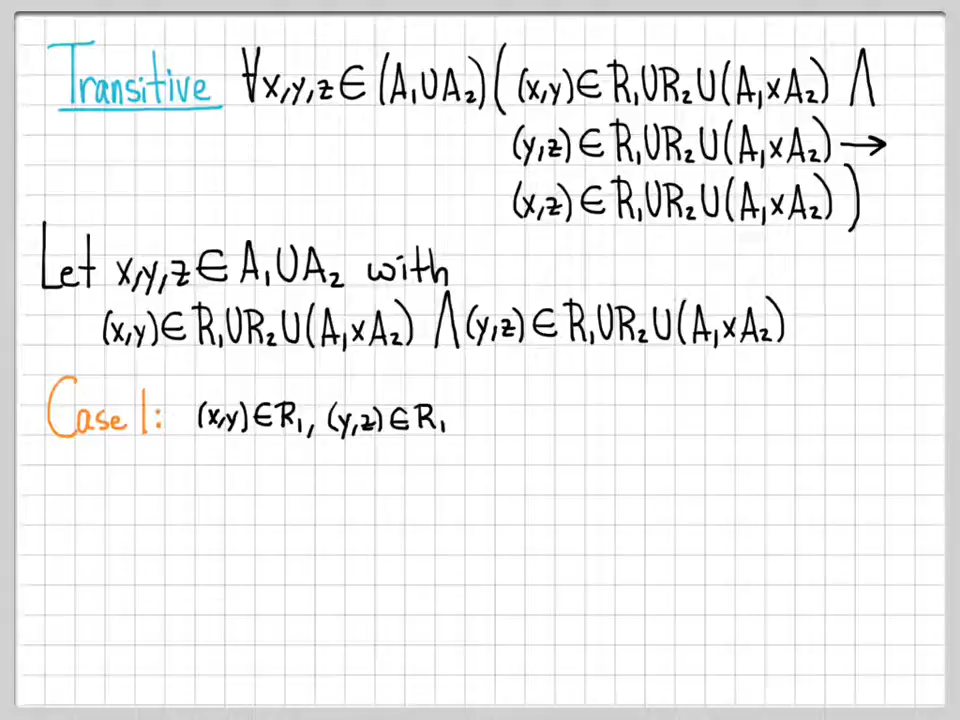 Transitive ∀x,y,z∈(A₁∪A₂)((x,y)∈R₁∪R₂∪(A₁×A₂) ∧
(y,z)∈R₁∪R₂∪(A₁×A₂)→
(x,z)∈R₁∪R₂∪(A₁×A₂))
Let x,y,z∈A₁∪A₂ with
(x,y)∈R₁∪R₂∪(A₁×A₂) ∧(y,z)∈R₁∪R₂∪(A₁×A₂)
Case 1: (x,y)∈R₁, (y,z)∈R₁